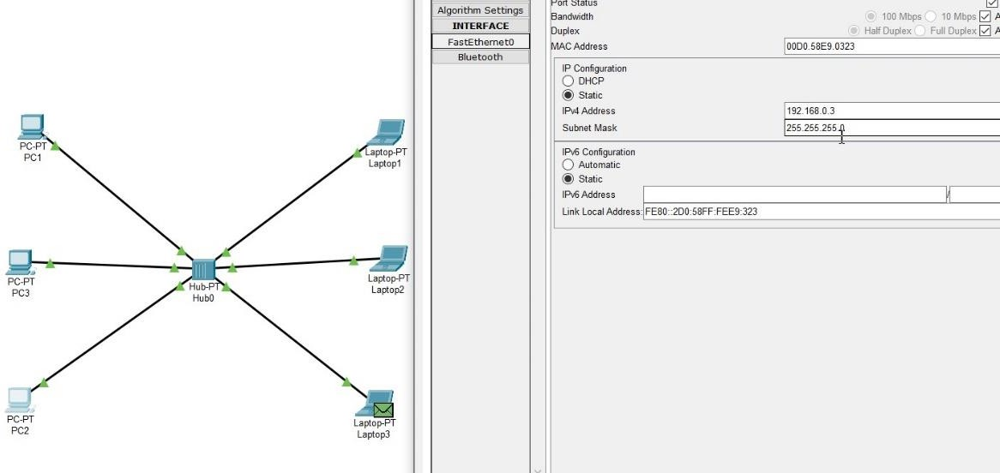 PC-PT
PC1
PC-PT
PC3
PC-PT
PC2
Hub-PT
Hub0
Laptop-PT
Laptop1
Laptop-PT
Laptop2
Laptop-PT
Laptop3
Algorithm Settings
INTERFACE
FastEthernet0
Bluetooth
Port Status
Bandwidth 100 Mbps 10 Mbps A
Duplex Half Duplex Full Duplex A
MAC Address 00D0.58E9.0323
IP Configuration
DHCP
Static
IPv4 Address 192.168.0.3
Subnet Mask 255.255.255.0
IPv6 Configuration
Automatic
Static
IPv6 Address /
Link Local Address: FE80::2D0:58FF:FEE9:323